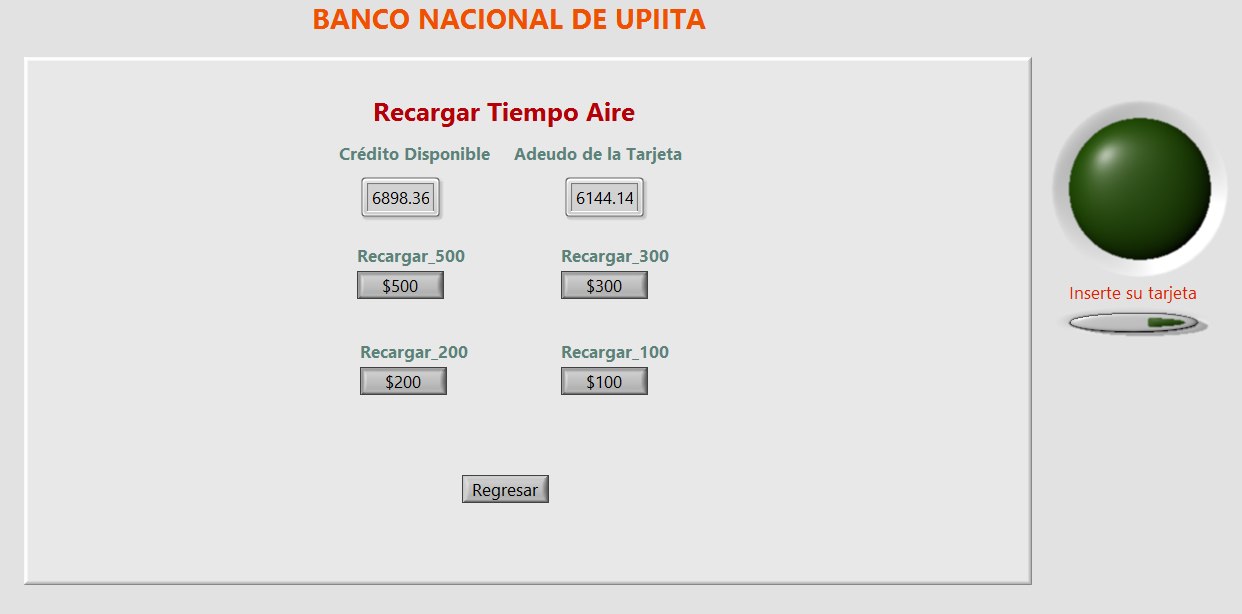 BANCO NACIONAL DE UPIITA
Recargar Tiempo Aire
Crédito Disponible Adeudo de la Tarjeta
6898.36 6144.14
Recargar_500 Recargar_300
$500 $300
Recargar_200 Recargar_100
$200 $100
Regresar
Inserte su tarjeta